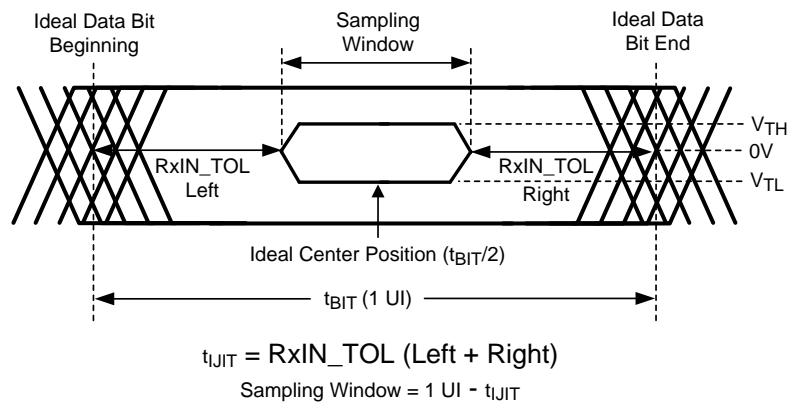 Ideal Data Bit
Beginning
Sampling
Window
Ideal Data
Bit End
VTH
0V
VTL
RxIN_TOL
Left
RxIN_TOL
Right
Ideal Center Position (tBIT/2)
tBIT (1 UI)
tIJIT = RxIN_TOL (Left + Right)
Sampling Window = 1 UI - tIJIT